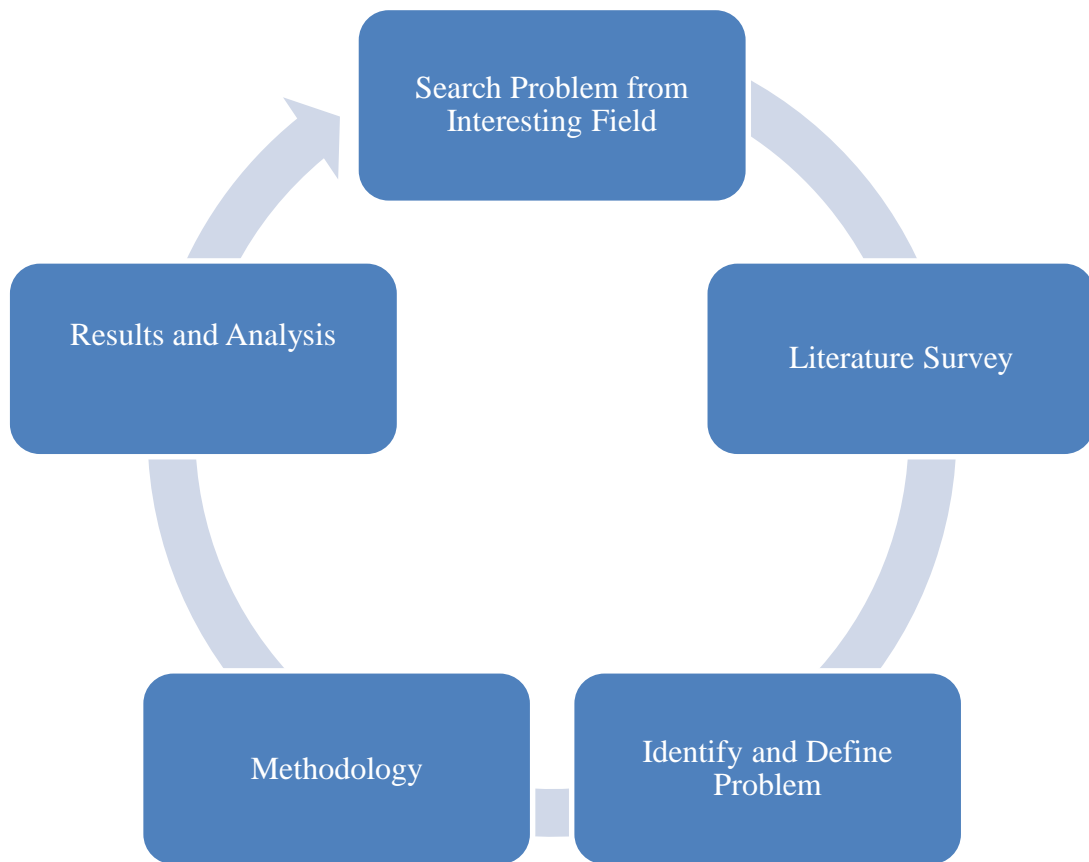 Search Problem from
Interesting Field
Literature Survey
Identify and Define
Problem
Methodology
Results and Analysis